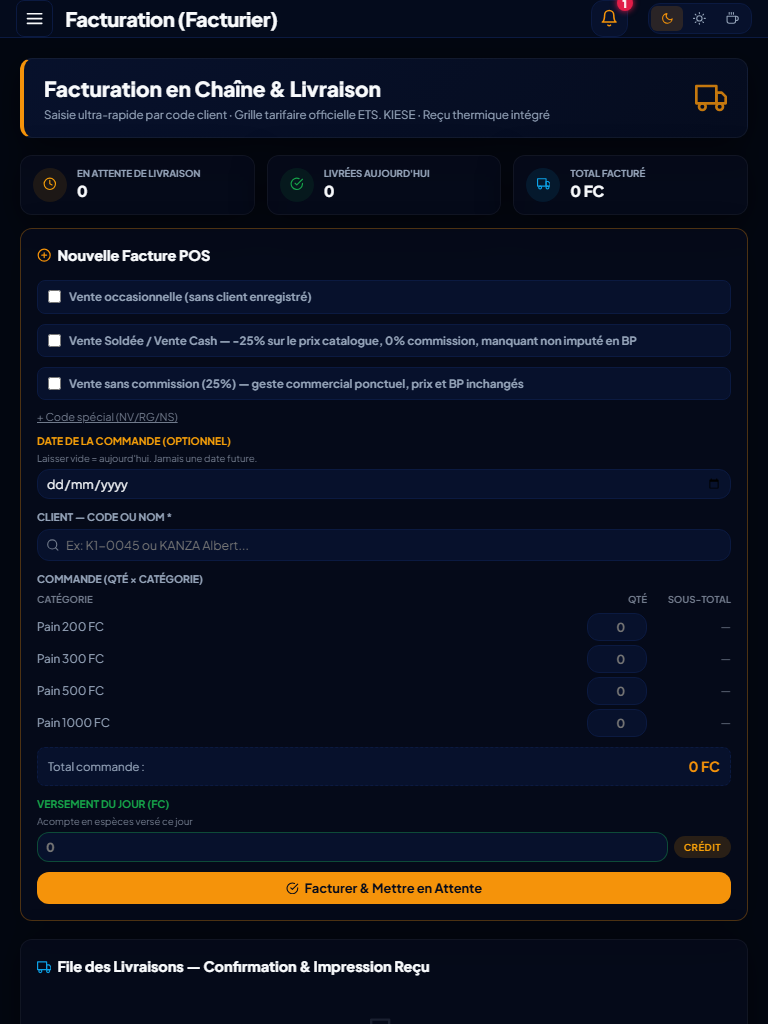 Facturation (Facturier)
1
Facturation en Chaîne & Livraison
Saisie ultra-rapide par code client · Grille tarifaire officielle ETS. KIESE · Reçu thermique intégré
EN ATTENTE DE LIVRAISON
0
LIVRÉES AUJOURD'HUI
0
TOTAL FACTURÉ
0 FC
Nouvelle Facture POS
Vente occasionnelle (sans client enregistré)
Vente Soldée / Vente Cash — -25% sur le prix catalogue, 0% commission, manquant non imputé en BP
Vente sans commission (25%) — geste commercial ponctuel, prix et BP inchangés
+ Code spécial (NV/RG/NS)
DATE DE LA COMMANDE (OPTIONNEL)
Laisser vide = aujourd'hui. Jamais une date future.
dd/mm/yyyy
CLIENT — CODE OU NOM *
Ex: K1-0045 ou KANZA Albert...
COMMANDE (QTÉ × CATÉGORIE)
CATÉGORIE QTÉ SOUS-TOTAL
Pain 200 FC 0 —
Pain 300 FC 0 —
Pain 500 FC 0 —
Pain 1000 FC 0 —
Total commande : 0 FC
VERSEMENT DU JOUR (FC)
Acompte en espèces versé ce jour
0 CRÉDIT
Facturer & Mettre en Attente
File des Livraisons — Confirmation & Impression Reçu